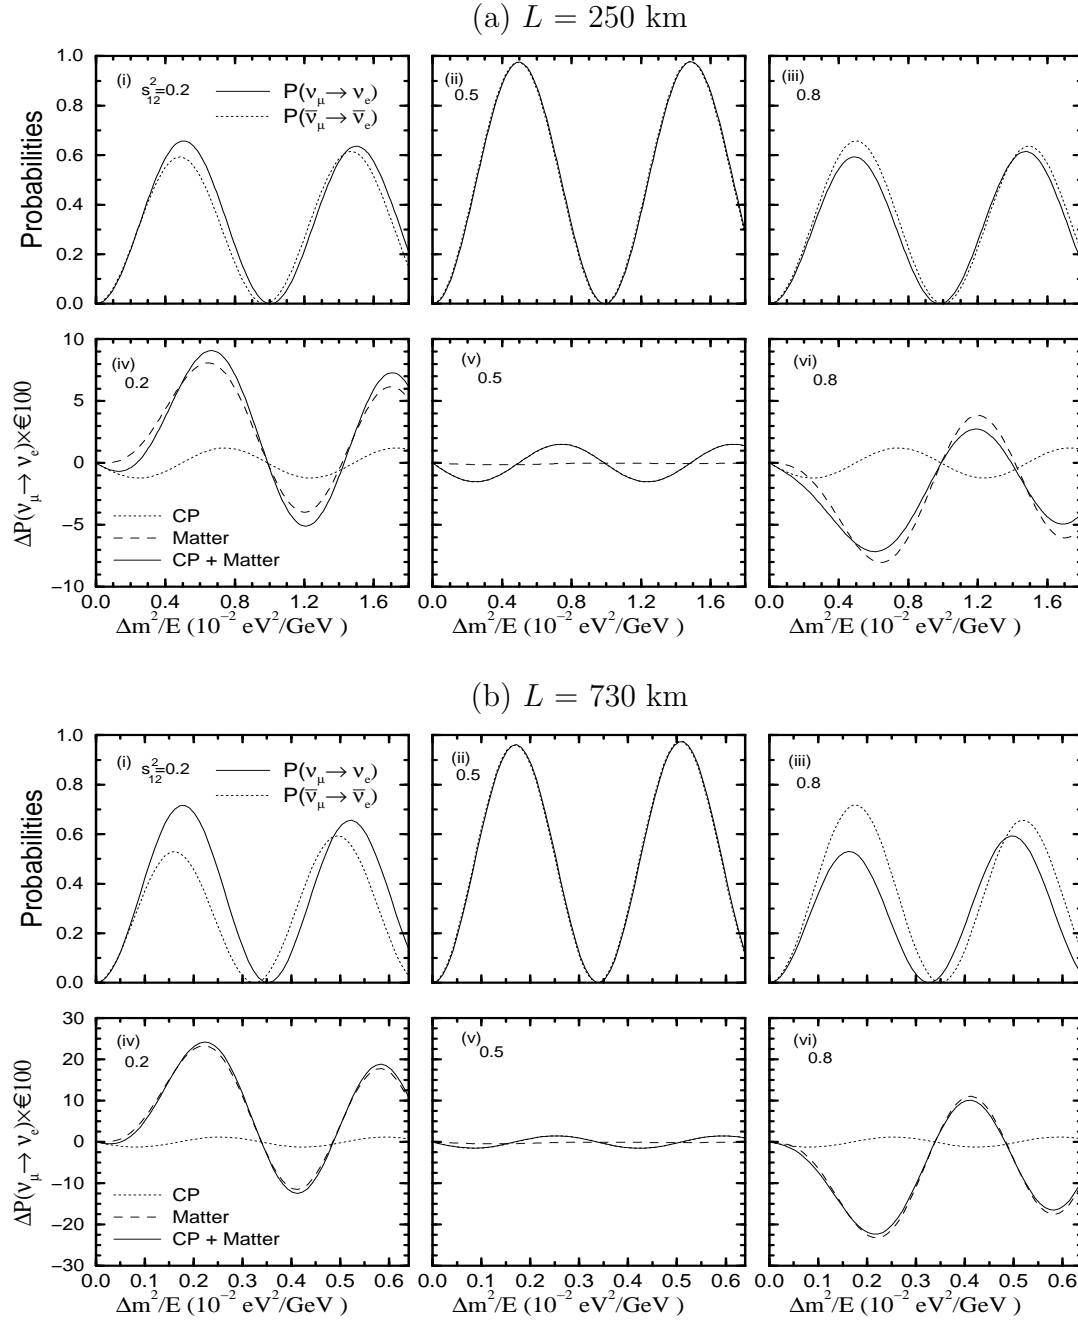 (a) L = 250 km
(i) s²₁₂=0.2
P(νμ → νe)
P(ν̄μ → ν̄e)
(ii) 0.5
(iii) 0.8
Probabilities
1.0
0.8
0.6
0.4
0.2
0.0
(iv) 0.2
CP
Matter
CP + Matter
(v) 0.5
(vi) 0.8
ΔP(νμ → νe)×€100
10
5
0
−5
−10
0.0 0.4 0.8 1.2 1.6
0.0 0.4 0.8 1.2 1.6
0.0 0.4 0.8 1.2 1.6
Δm²/E (10⁻² eV²/GeV )
Δm²/E (10⁻² eV²/GeV )
Δm²/E (10⁻² eV²/GeV )
(b) L = 730 km
(i) s²₁₂=0.2
P(νμ → νe)
P(ν̄μ → ν̄e)
(ii) 0.5
(iii) 0.8
Probabilities
1.0
0.8
0.6
0.4
0.2
0.0
(iv) 0.2
CP
Matter
CP + Matter
(v) 0.5
(vi) 0.8
ΔP(νμ → νe)×€100
30
20
10
0
−10
−20
−30
0.0 0.1 0.2 0.3 0.4 0.5 0.6
0.1 0.2 0.3 0.4 0.5 0.6
0.1 0.2 0.3 0.4 0.5 0.6
Δm²/E (10⁻² eV²/GeV )
Δm²/E (10⁻² eV²/GeV )
Δm²/E (10⁻² eV²/GeV )